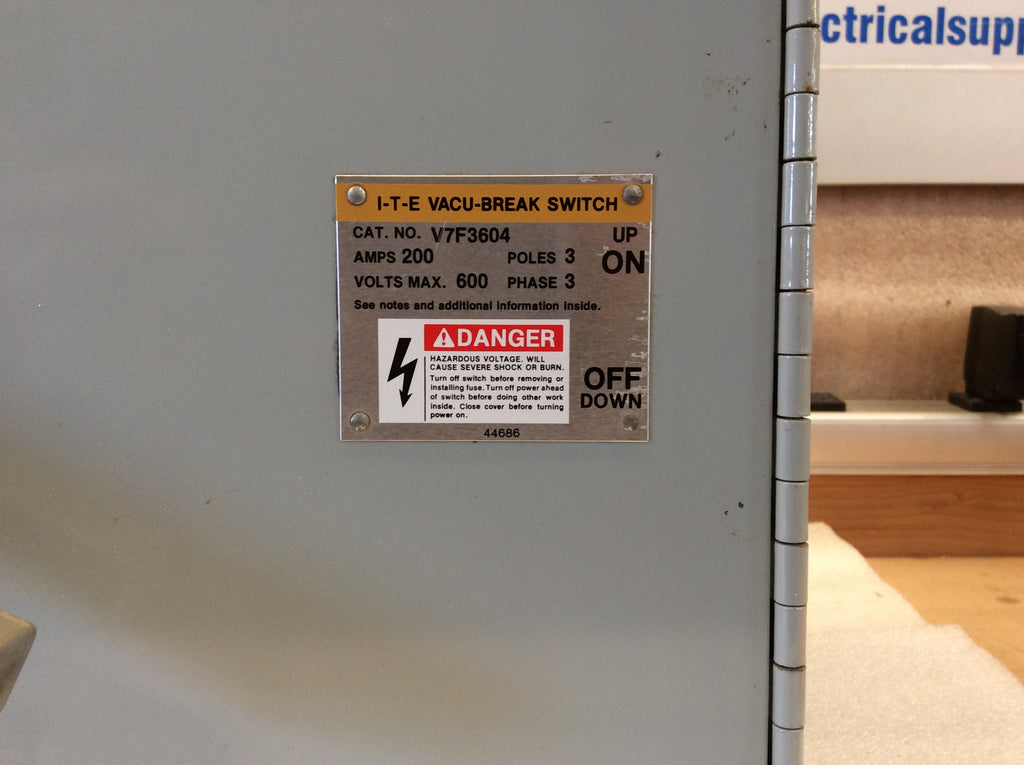 ctricalsupp
I-T-E VACU-BREAK SWITCH
CAT. NO. V7F3604 UP
AMPS 200 POLES 3 ON
VOLTS MAX. 600 PHASE 3
See notes and additional information inside.
DANGER
HAZARDOUS VOLTAGE. WILL
CAUSE SEVERE SHOCK OR BURN.
Turn off switch before removing or
installing fuse. Turn off power ahead
of switch before doing other work
inside. Close cover before turning
power on.
OFF
DOWN
44686